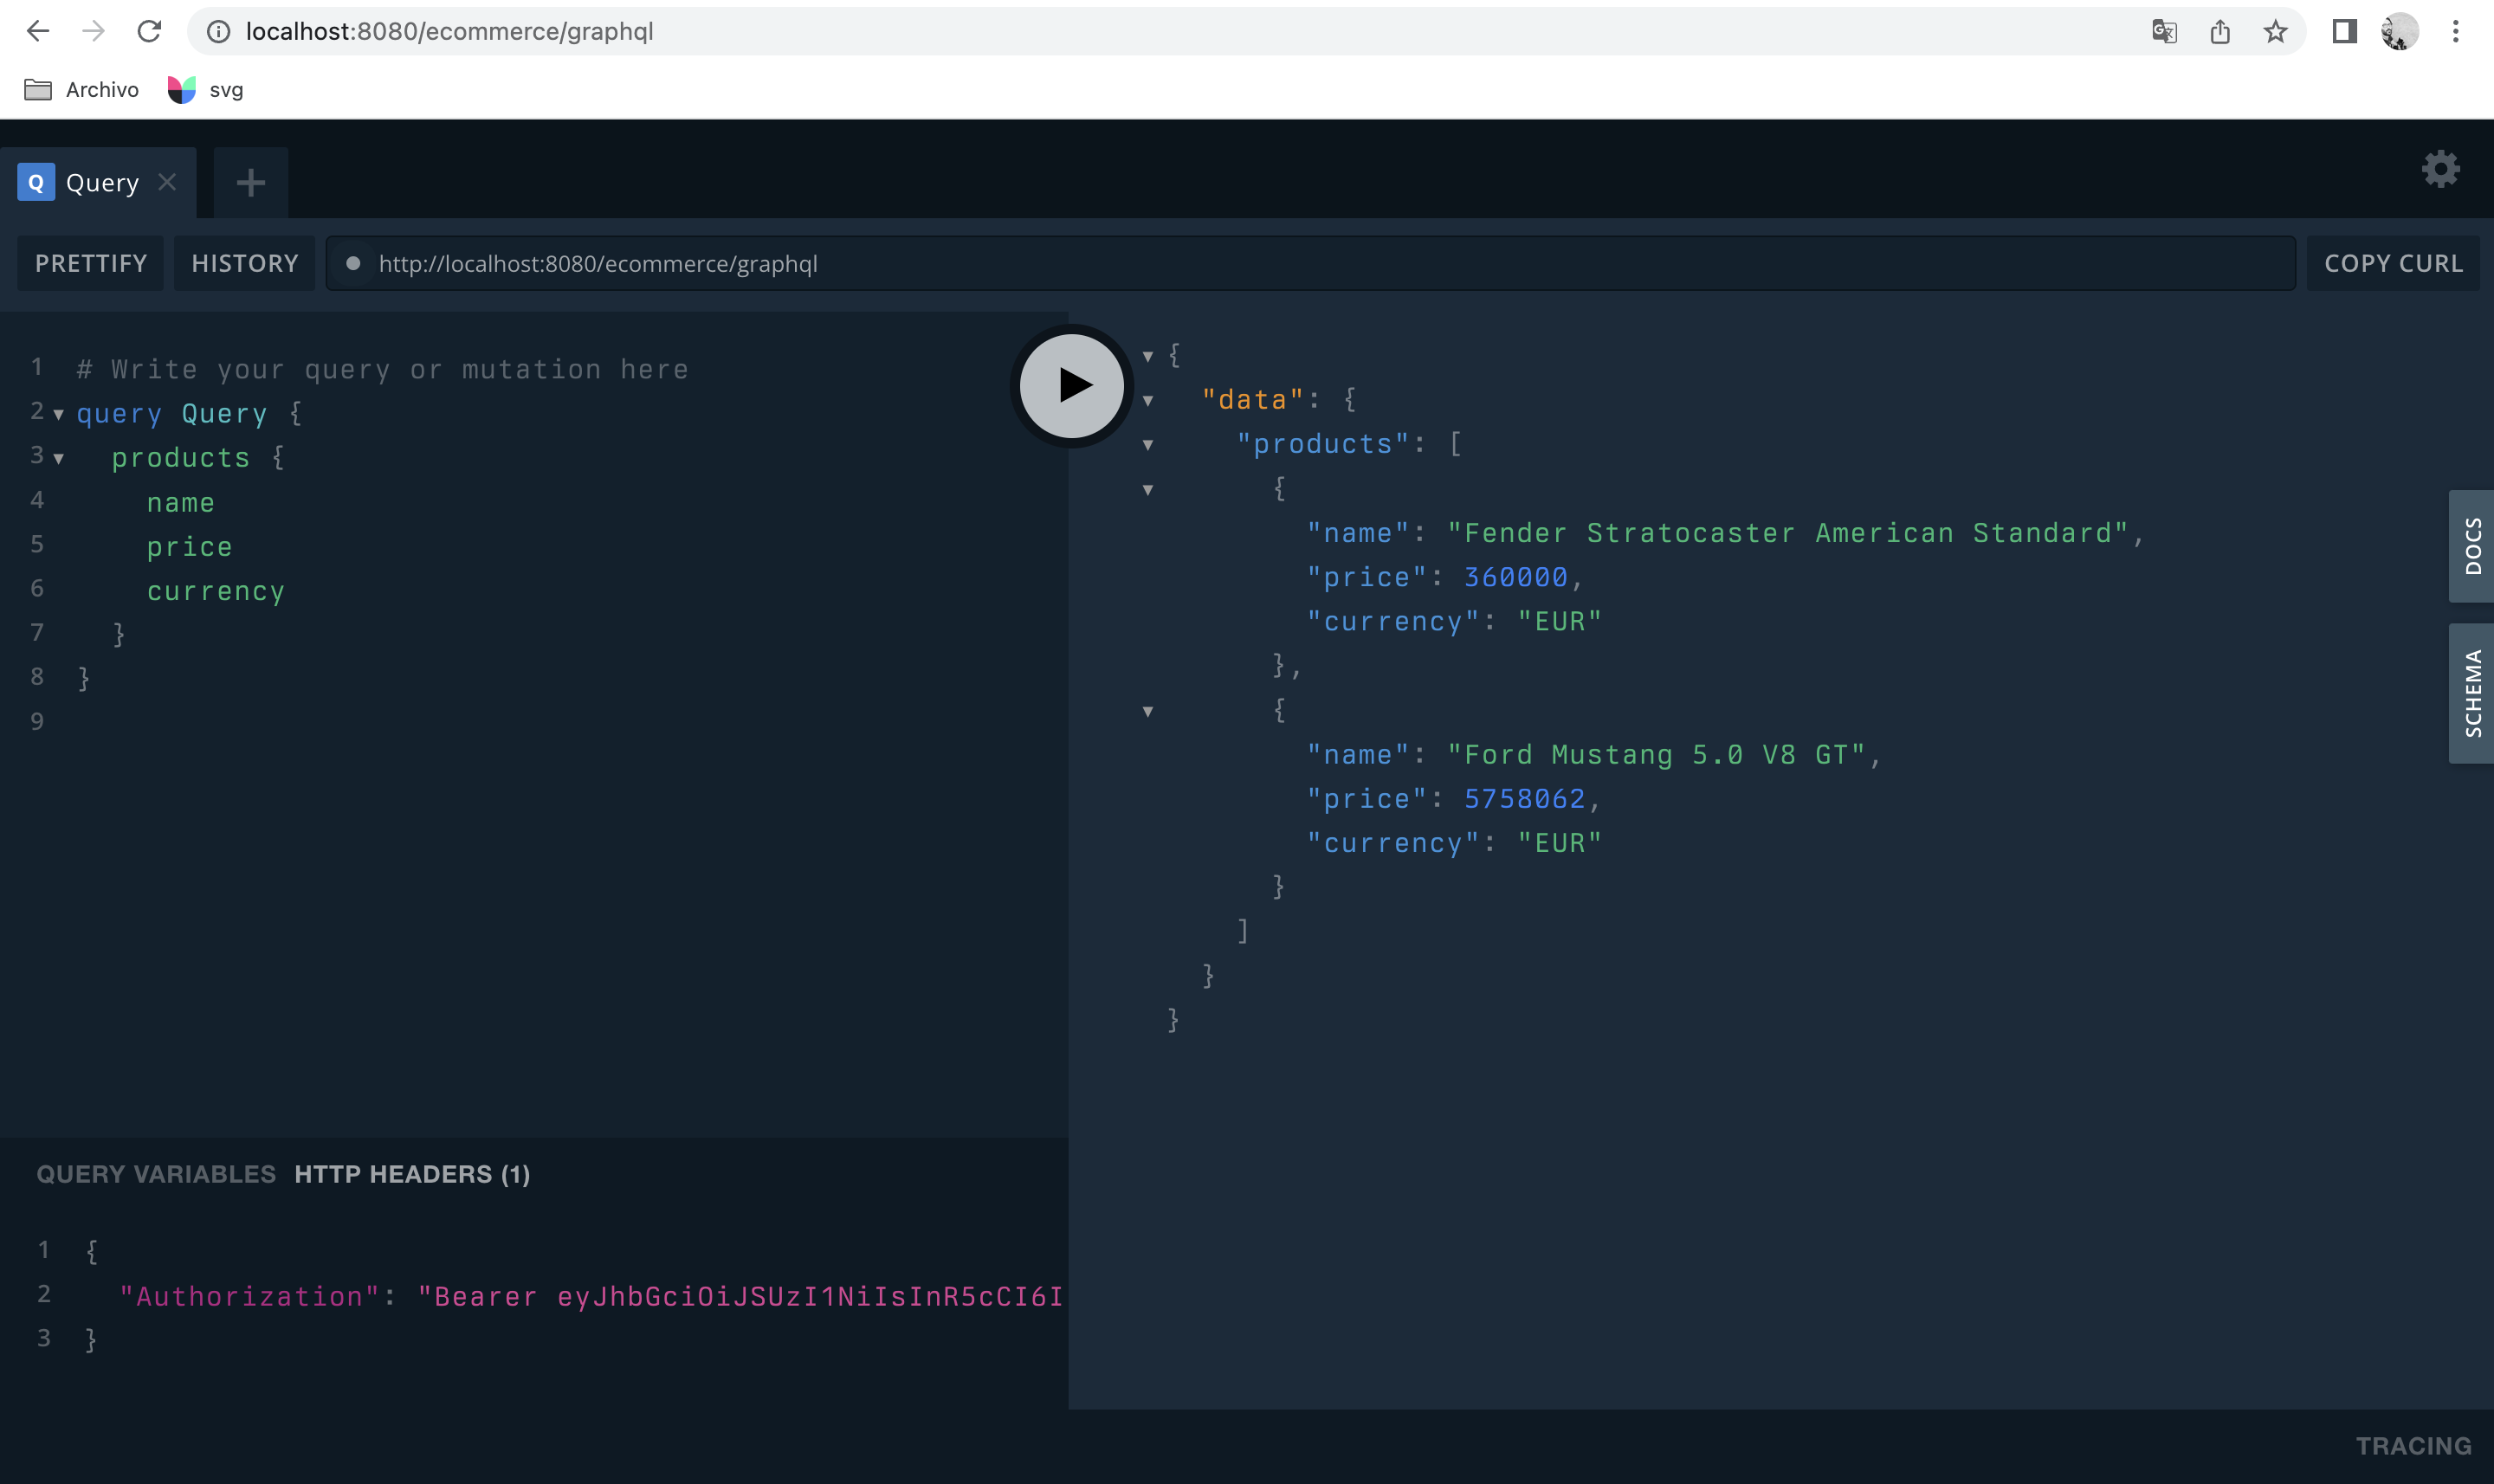 localhost:8080/ecommerce/graphql
Archivo svg
Q Query
PRETTIFY HISTORY http://localhost:8080/ecommerce/graphql COPY CURL
1 # Write your query or mutation here
2 query Query {
3 products {
4 name
5 price
6 currency
7 }
8 }
9
{
"data": {
"products": [
{
"name": "Fender Stratocaster American Standard",
"price": 360000,
"currency": "EUR"
},
{
"name": "Ford Mustang 5.0 V8 GT",
"price": 5758062,
"currency": "EUR"
}
]
}
}
DOCS
SCHEMA
QUERY VARIABLES HTTP HEADERS (1)
1 {
2 "Authorization": "Bearer eyJhbGciOiJSUzI1NiIsInR5cCI6I
3 }
TRACING